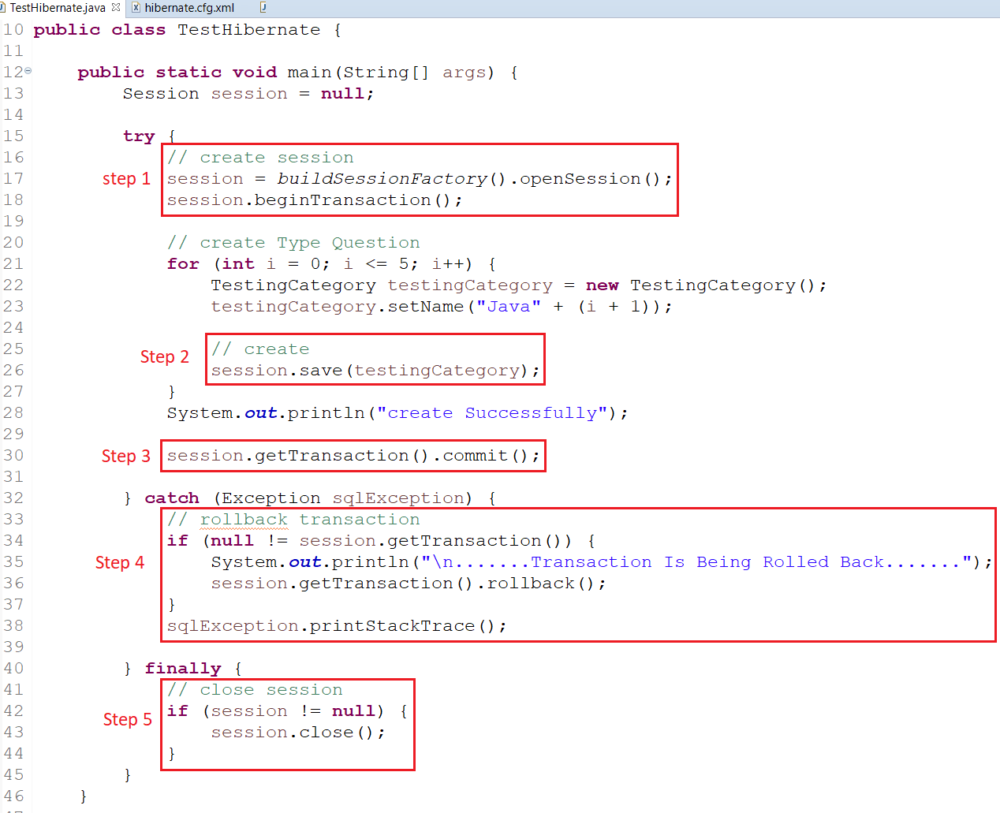 TestHibernate.java hibernate.cfg.xml
10 public class TestHibernate {
11
12 public static void main(String[] args) {
13 Session session = null;
14
15 try {
16 // create session
step 1
17 session = buildSessionFactory().openSession();
18 session.beginTransaction();
19
20 // create Type Question
21 for (int i = 0; i <= 5; i++) {
22 TestingCategory testingCategory = new TestingCategory();
23 testingCategory.setName("Java" + (i + 1));
24
25 // create
Step 2
26 session.save(testingCategory);
27 }
28 System.out.println("create Successfully");
29
Step 3
30 session.getTransaction().commit();
31
32 } catch (Exception sqlException) {
33 // rollback transaction
34 if (null != session.getTransaction()) {
Step 4
35 System.out.println("\n.......Transaction Is Being Rolled Back.......");
36 session.getTransaction().rollback();
37 }
38 sqlException.printStackTrace();
39
40 } finally {
41 // close session
42 if (session != null) {
Step 5
43 session.close();
44 }
45 }
46 }